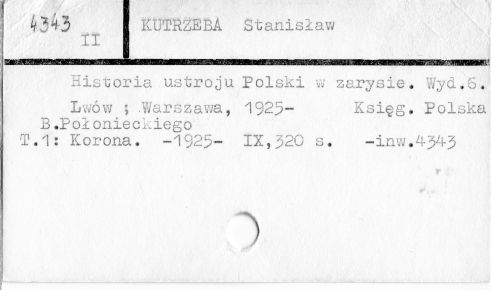 4343 KUTRZEBA Stanisław
II
Historia ustroju Polski w zarysie. Wyd.6.
Lwów ; Warszawa, 1925- Księg. Polska
B.Połonieckiego
T.1: Korona. -1925- IX,320 s. -inw.4343